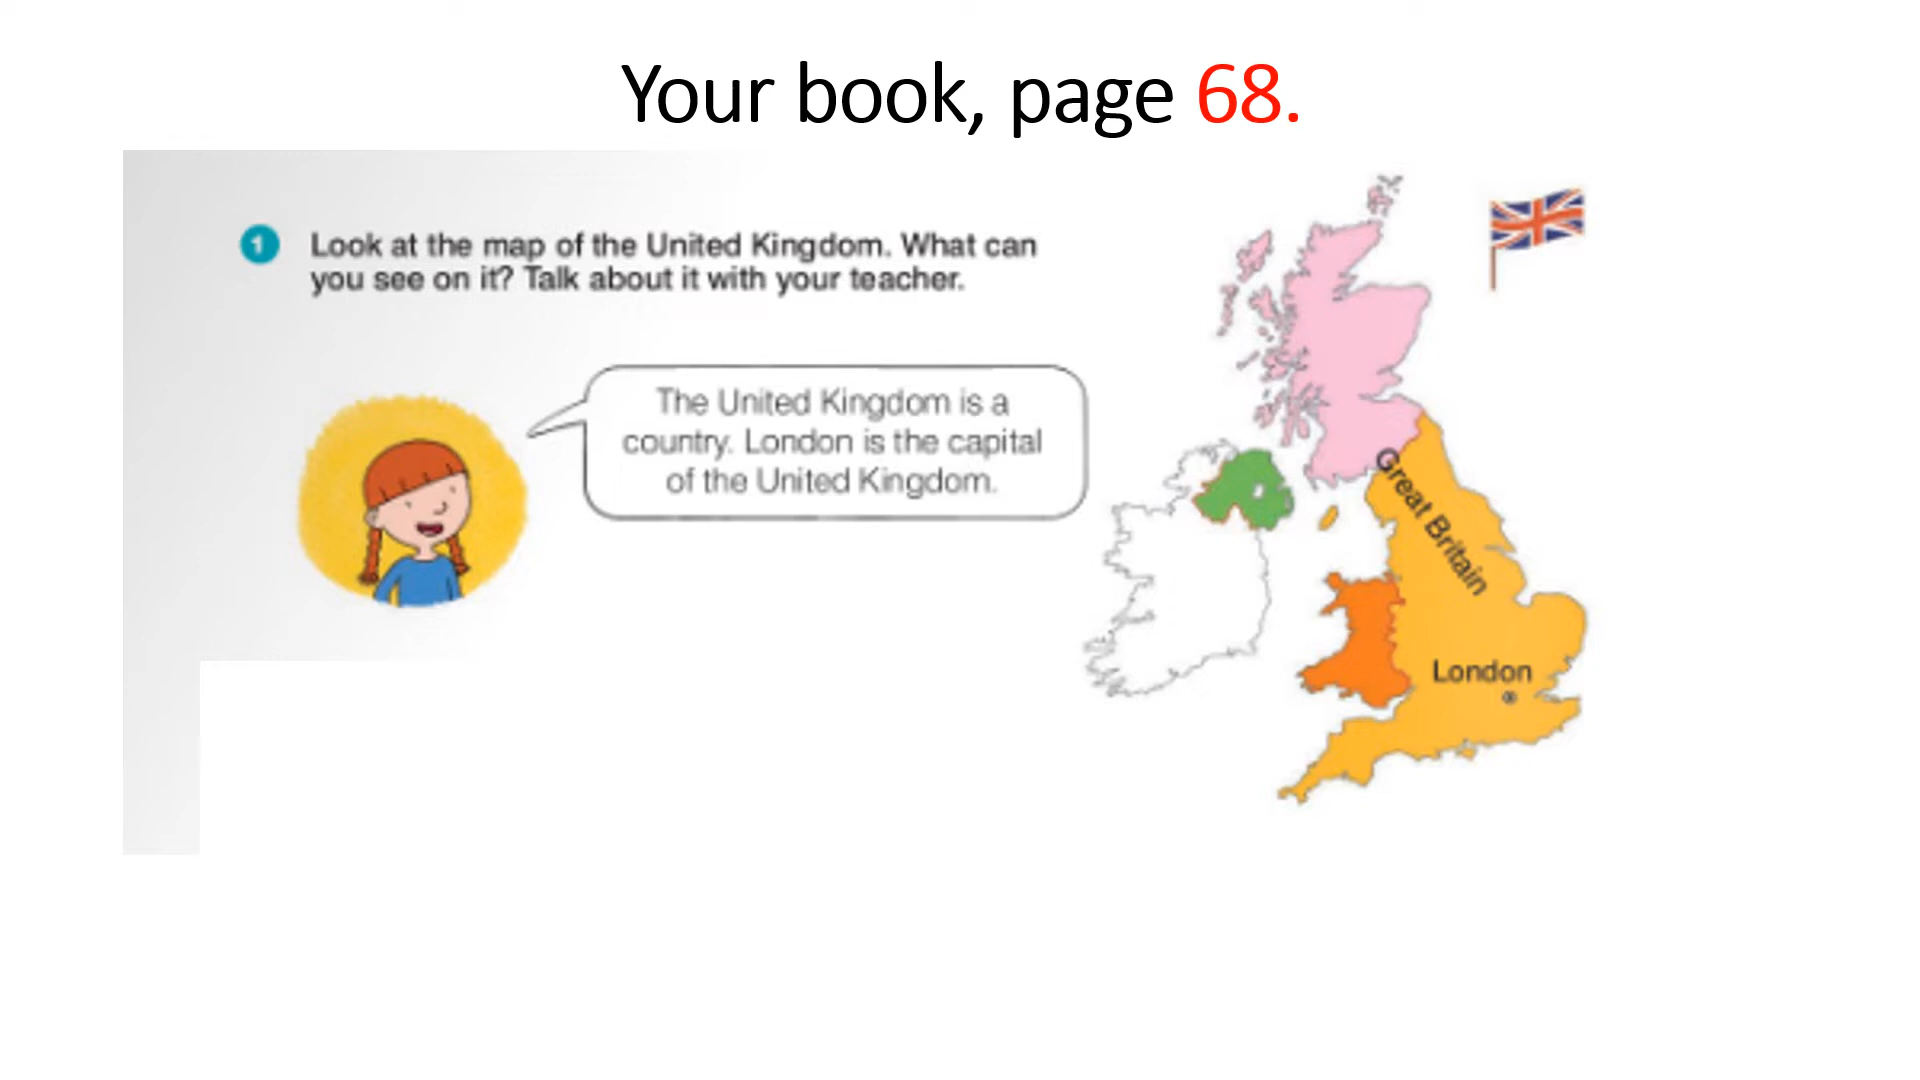 Your book, page 68.
1 Look at the map of the United Kingdom. What can
you see on it? Talk about it with your teacher.
The United Kingdom is a
country. London is the capital
of the United Kingdom.
Great Britain
London